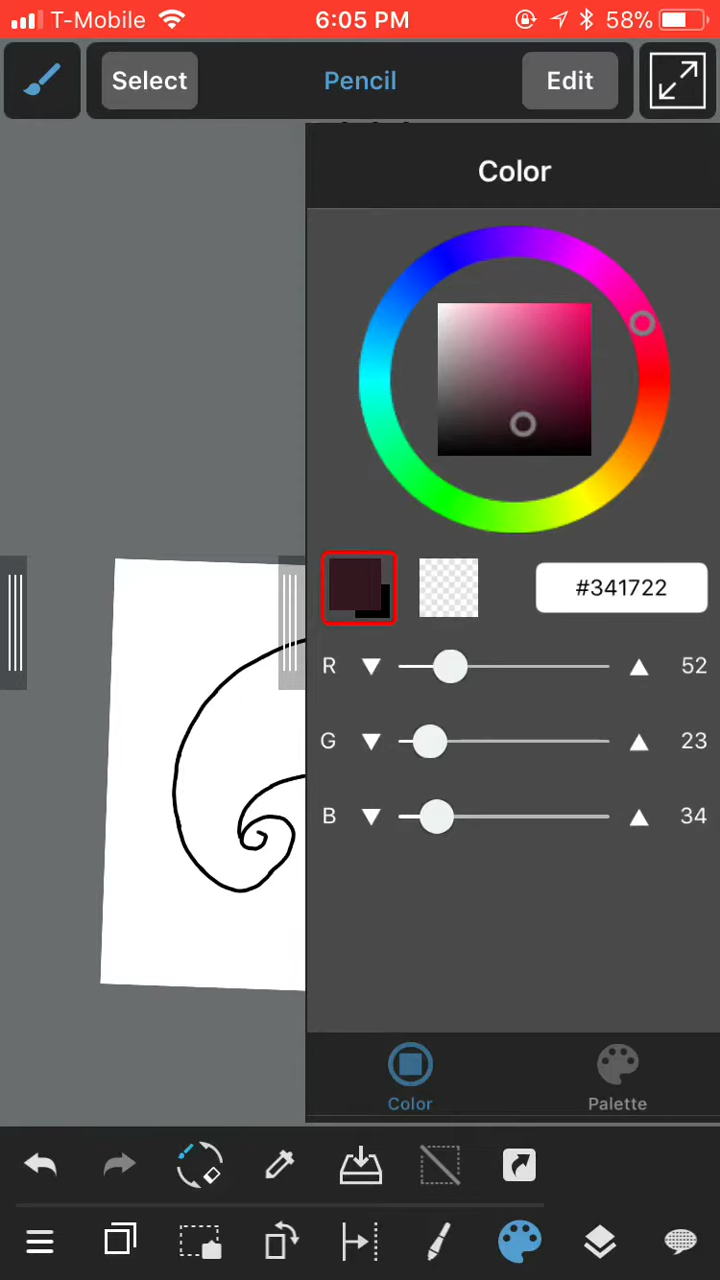 T-Mobile 6:05 PM 58%
Select Pencil Edit
Color
#341722
R 52
G 23
B 34
Color Palette